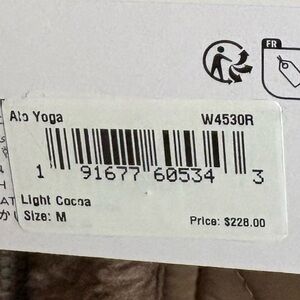 FR
Alo Yoga W4530R
1 91677 60534 3
Light Cocoa
Size: M Price: $228.00